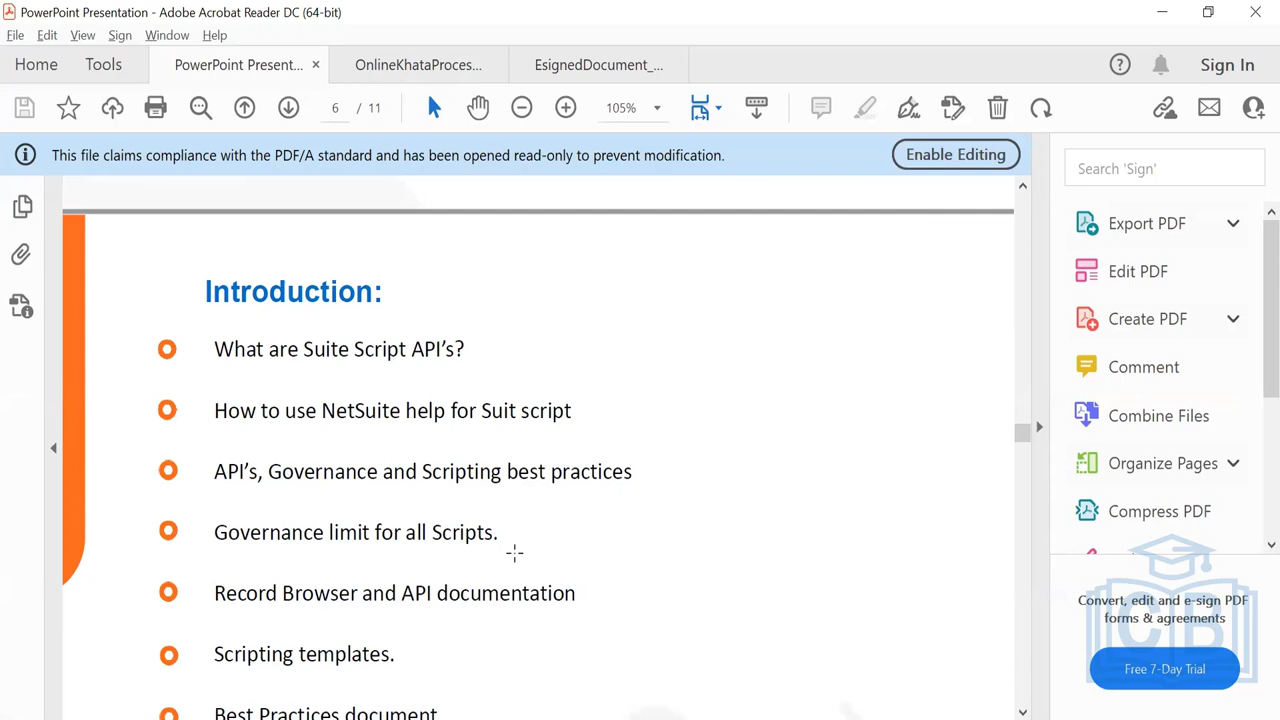 PowerPoint Presentation - Adobe Acrobat Reader DC (64-bit)
File Edit View Sign Window Help
Home Tools PowerPoint Present... × OnlineKhataProces... EsignedDocument_... Sign In
6 / 11 105%
This file claims compliance with the PDF/A standard and has been opened read-only to prevent modification. Enable Editing
Search 'Sign'
Export PDF
Edit PDF
Create PDF
Comment
Combine Files
Organize Pages
Compress PDF
Convert, edit and e-sign PDF
forms & agreements
Free 7-Day Trial
CB
Introduction:
What are Suite Script API's?
How to use NetSuite help for Suit script
API's, Governance and Scripting best practices
Governance limit for all Scripts.
Record Browser and API documentation
Scripting templates.
Best Practices document